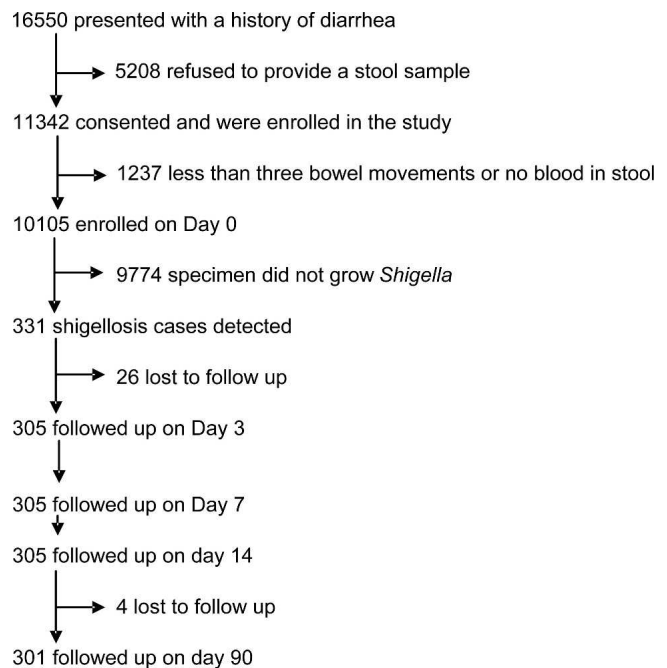 16550 presented with a history of diarrhea
5208 refused to provide a stool sample
11342 consented and were enrolled in the study
1237 less than three bowel movements or no blood in stool
10105 enrolled on Day 0
9774 specimen did not grow Shigella
331 shigellosis cases detected
26 lost to follow up
305 followed up on Day 3
305 followed up on Day 7
305 followed up on day 14
4 lost to follow up
301 followed up on day 90